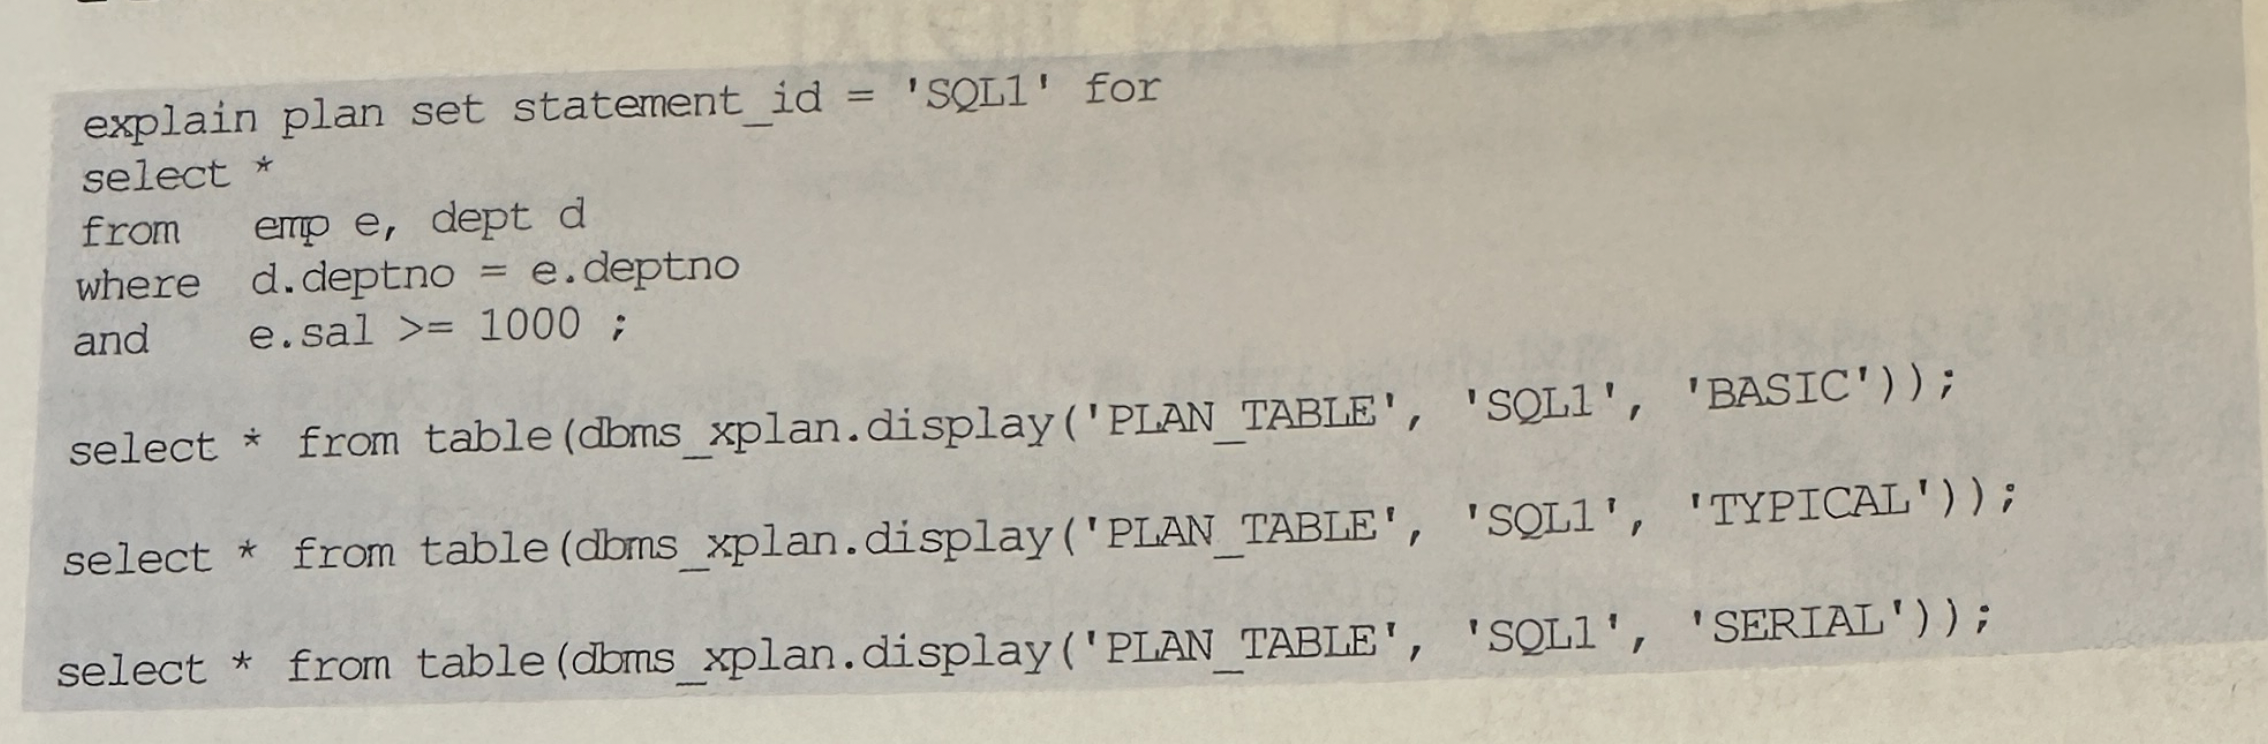 explain plan set statement_id = 'SQL1' for
select *
from   emp e, dept d
where  d.deptno = e.deptno
and    e.sal >= 1000 ;
select * from table(dbms_xplan.display('PLAN_TABLE', 'SQL1', 'BASIC'));
select * from table(dbms_xplan.display('PLAN_TABLE', 'SQL1', 'TYPICAL'));
select * from table(dbms_xplan.display('PLAN_TABLE', 'SQL1', 'SERIAL'));